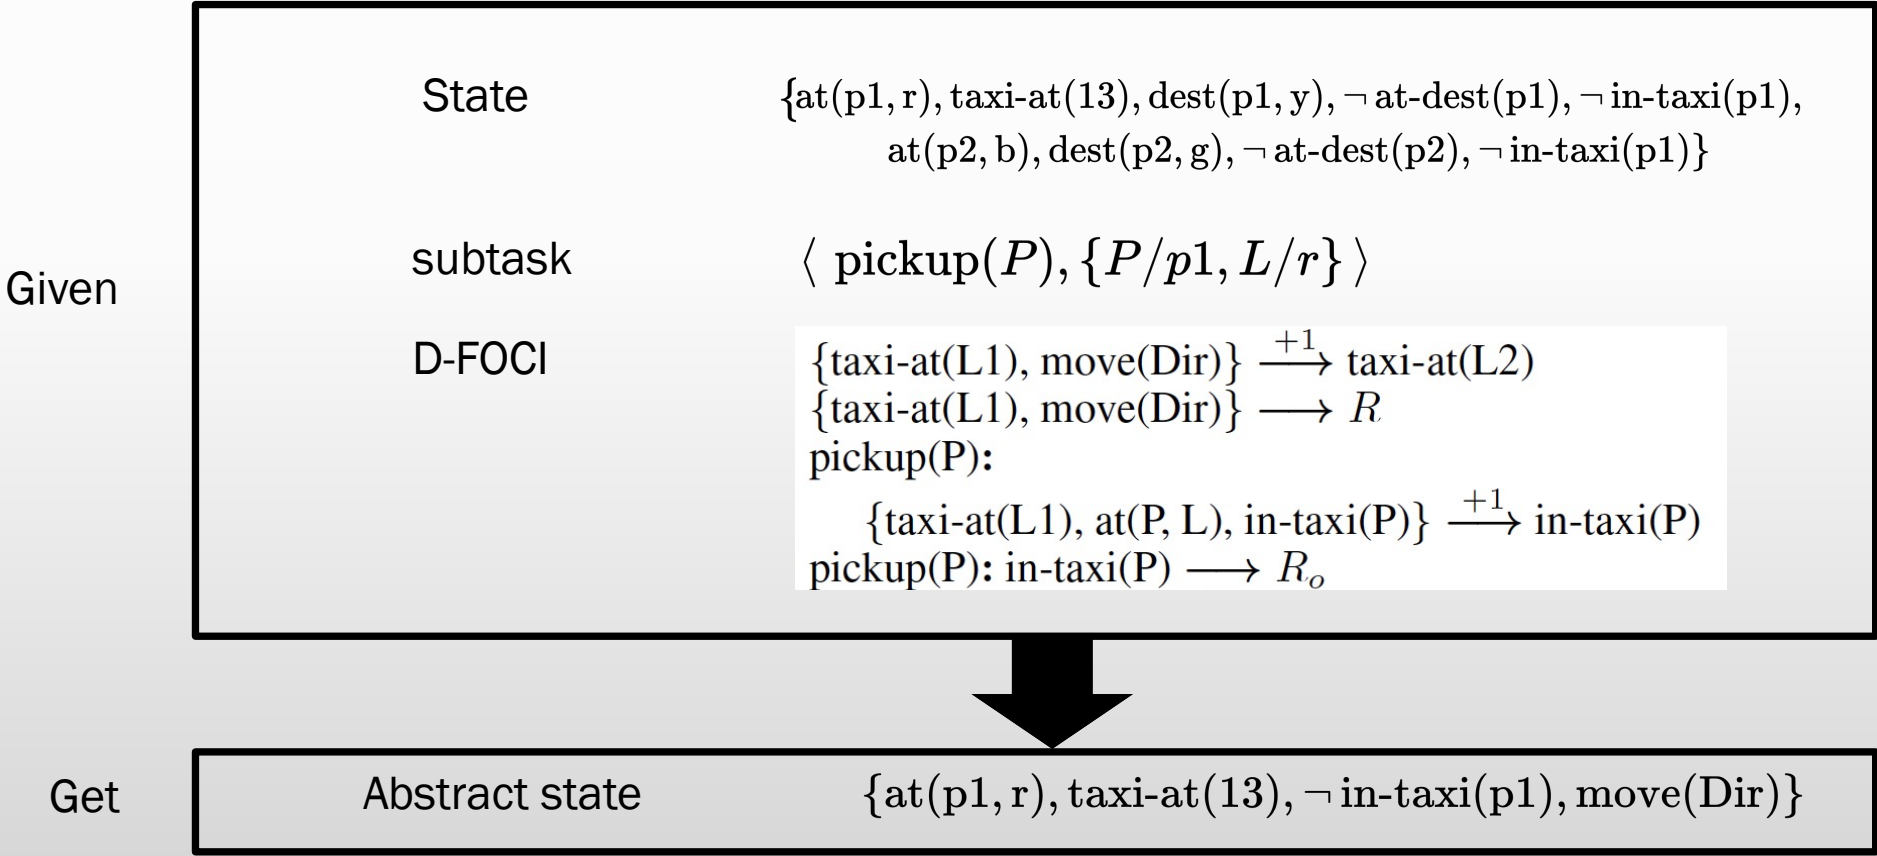 State {at(p1, r), taxi-at(13), dest(p1, y), ¬ at-dest(p1), ¬ in-taxi(p1),
at(p2, b), dest(p2, g), ¬ at-dest(p2), ¬ in-taxi(p1)}
Given
subtask ⟨ pickup(P), {P/p1, L/r} ⟩
D-FOCI {taxi-at(L1), move(Dir)} +1⟶ taxi-at(L2)
{taxi-at(L1), move(Dir)} ⟶ R
pickup(P):
{taxi-at(L1), at(P, L), in-taxi(P)} +1⟶ in-taxi(P)
pickup(P): in-taxi(P) ⟶ Rₒ
Get Abstract state {at(p1, r), taxi-at(13), ¬ in-taxi(p1), move(Dir)}